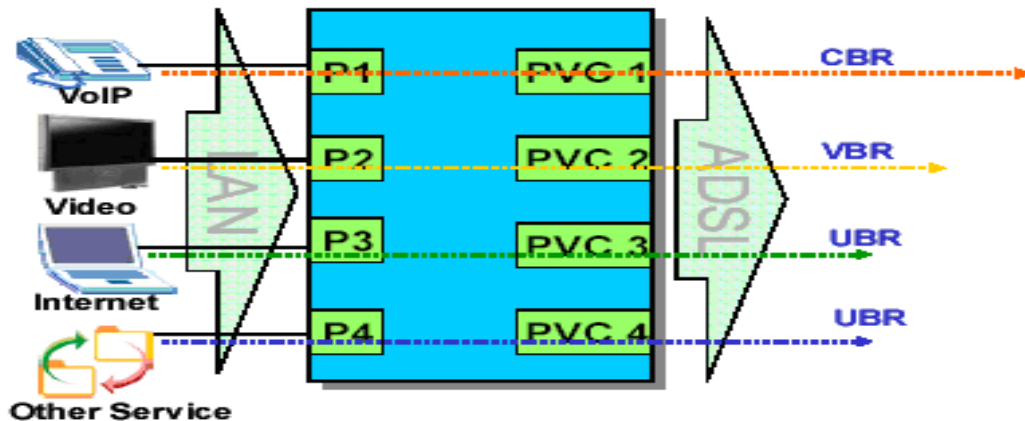 P1
PVC 1
CBR
VoIP
P2
PVC 2
VBR
Video
LAN
ADSL
P3
PVC 3
UBR
Internet
P4
PVC 4
UBR
Other Service